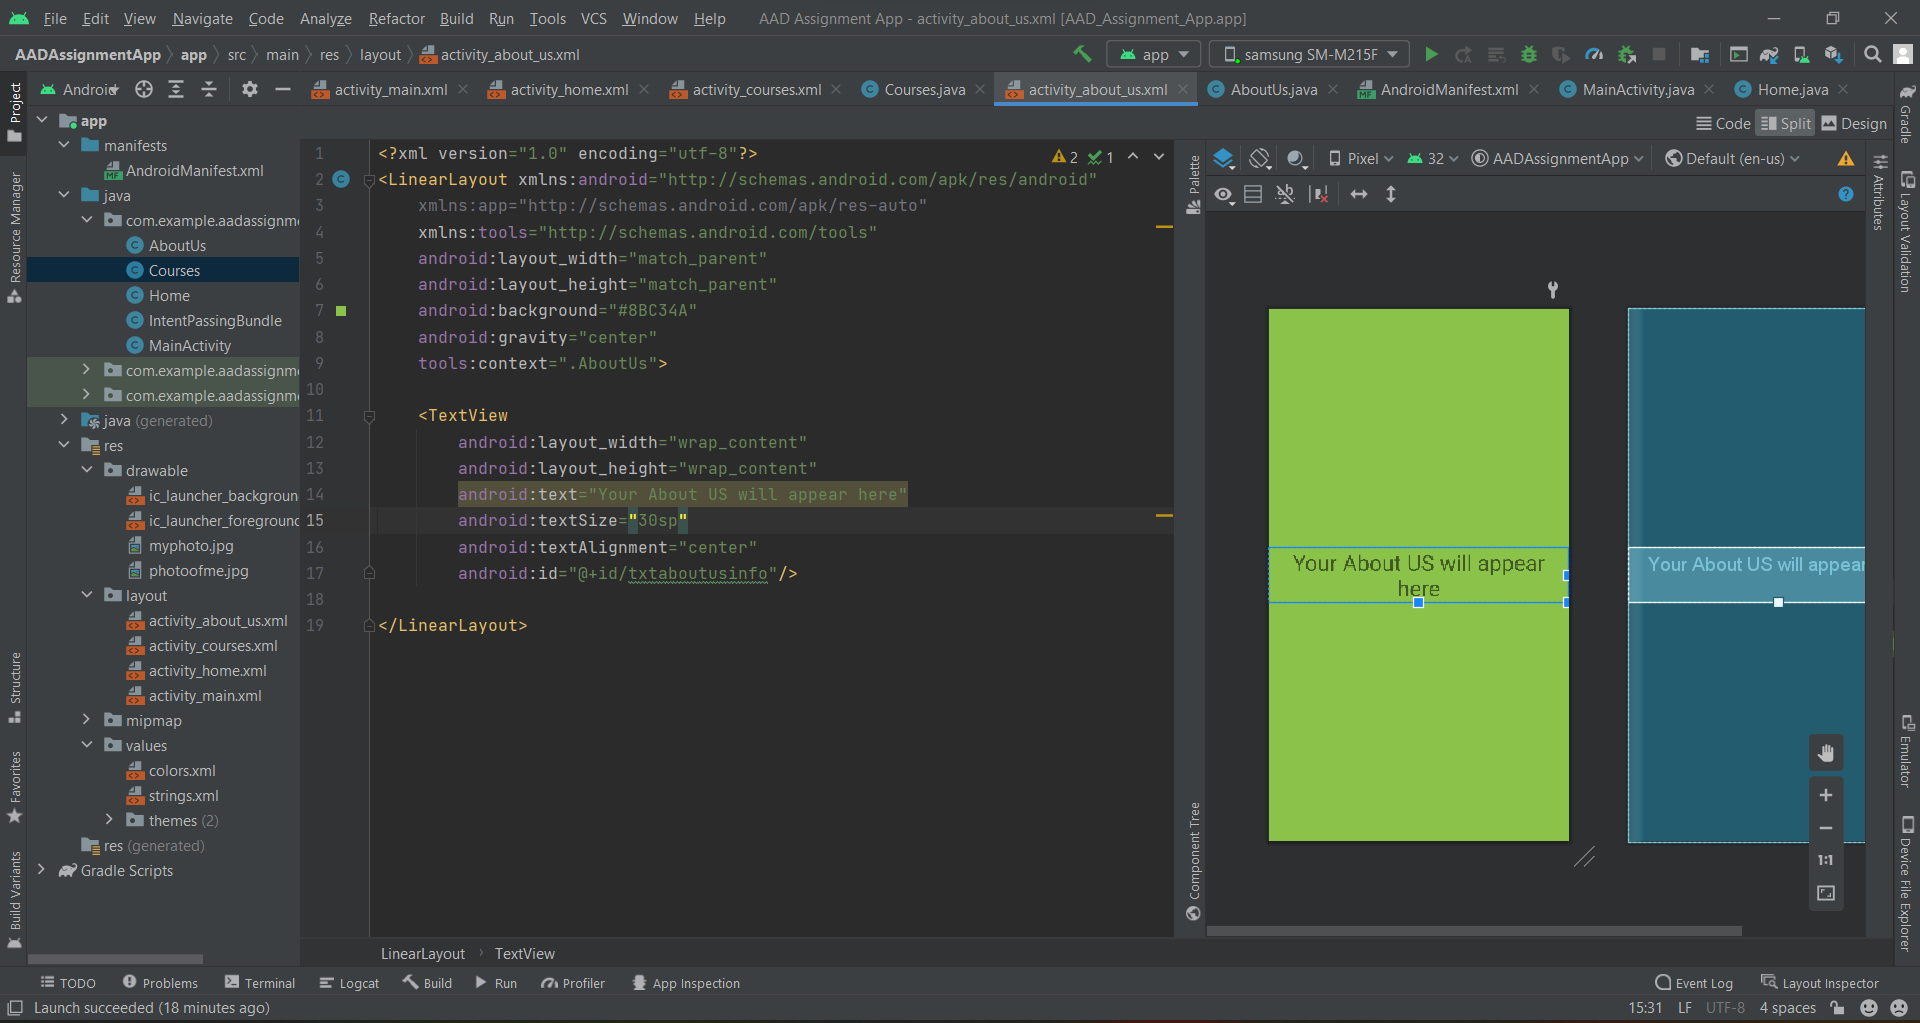 File Edit View Navigate Code Analyze Refactor Build Run Tools VCS Window Help AAD Assignment App - activity_about_us.xml [AAD_Assignment_App.app]
AADAssignmentApp app src main res layout activity_about_us.xml app samsung SM-M215F
Android activity_main.xml activity_home.xml activity_courses.xml Courses.java activity_about_us.xml AboutUs.java AndroidManifest.xml MainActivity.java Home.java
Code Split Design
Project
Resource Manager
Structure
Favorites
Build Variants
app
manifests
AndroidManifest.xml
java
com.example.aadassignm
AboutUs
Courses
Home
IntentPassingBundle
MainActivity
com.example.aadassignm
com.example.aadassignm
java (generated)
res
drawable
ic_launcher_backgroun
ic_launcher_foreground
myphoto.jpg
photoofme.jpg
layout
activity_about_us.xml
activity_courses.xml
activity_home.xml
activity_main.xml
mipmap
values
colors.xml
strings.xml
themes (2)
res (generated)
Gradle Scripts
1 <?xml version="1.0" encoding="utf-8"?>
2 <LinearLayout xmlns:android="http://schemas.android.com/apk/res/android"
3 xmlns:app="http://schemas.android.com/apk/res-auto"
4 xmlns:tools="http://schemas.android.com/tools"
5 android:layout_width="match_parent"
6 android:layout_height="match_parent"
7 android:background="#8BC34A"
8 android:gravity="center"
9 tools:context=".AboutUs">
10
11 <TextView
12 android:layout_width="wrap_content"
13 android:layout_height="wrap_content"
14 android:text="Your About US will appear here"
15 android:textSize="30sp"
16 android:textAlignment="center"
17 android:id="@+id/txtaboutusinfo"/>
18
19 </LinearLayout>
2 1
LinearLayout TextView
Palette
Component Tree
Pixel 32 AADAssignmentApp Default (en-us)
Your About US will appear
here
Your About US will appear
1:1
Attributes
Gradle
Layout Validation
Emulator
Device File Explorer
TODO Problems Terminal Logcat Build Run Profiler App Inspection Event Log Layout Inspector
Launch succeeded (18 minutes ago) 15:31 LF UTF-8 4 spaces